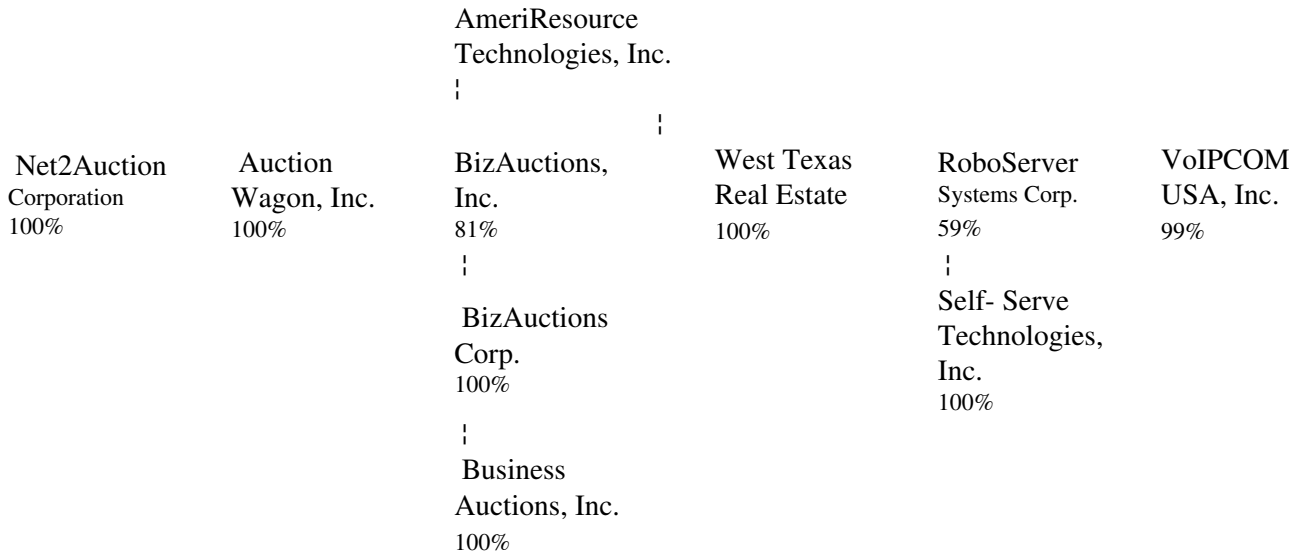 AmeriResource
Technologies, Inc.
¦
¦
Net2Auction
Corporation
100%
Auction
Wagon, Inc.
100%
BizAuctions,
Inc.
81%
West Texas
Real Estate
100%
RoboServer
Systems Corp.
59%
VoIPCOM
USA, Inc.
99%
¦
¦
BizAuctions
Corp.
100%
Self- Serve
Technologies,
Inc.
100%
¦
Business
Auctions, Inc.
100%